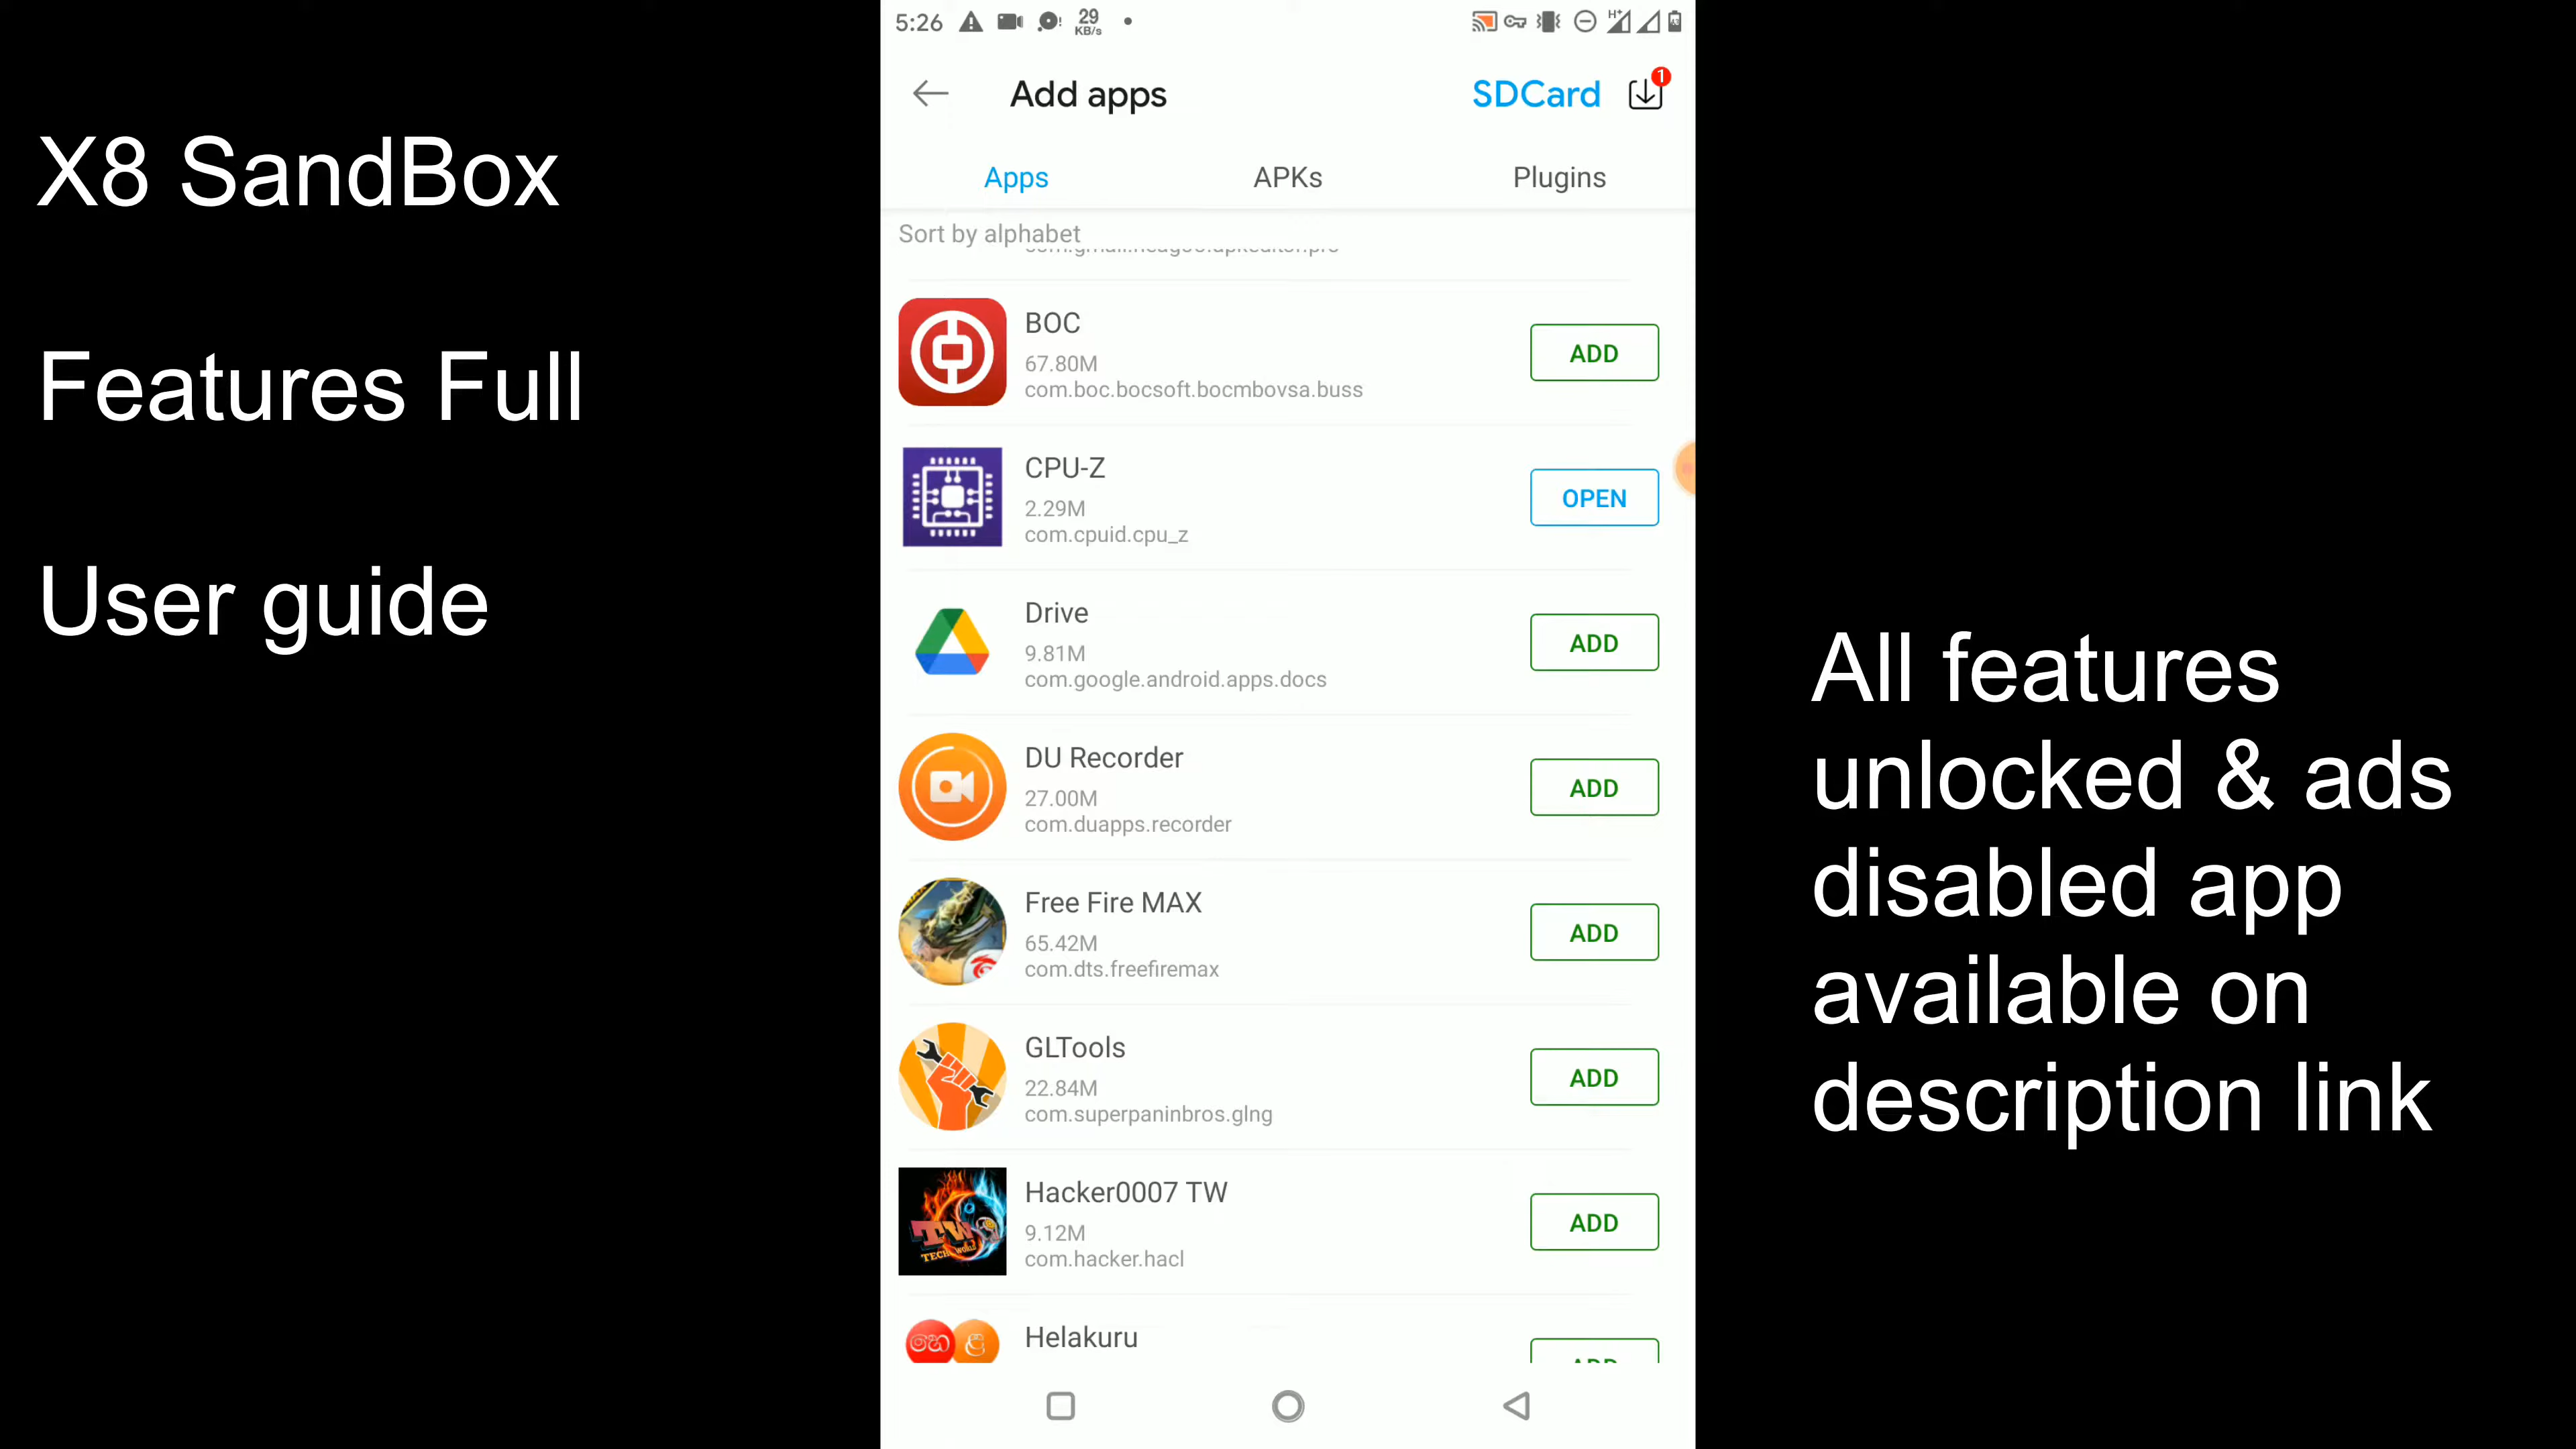 X8 SandBox
Features Full
User guide
5:26
29
KB/s
H+
Add apps
SDCard
1
Apps
APKs
Plugins
Sort by alphabet
BOC
67.80M
com.boc.bocsoft.bocmbovsa.buss
ADD
CPU-Z
2.29M
com.cpuid.cpu_z
OPEN
Drive
9.81M
com.google.android.apps.docs
ADD
DU Recorder
27.00M
com.duapps.recorder
ADD
Free Fire MAX
65.42M
com.dts.freefiremax
ADD
GLTools
22.84M
com.superpaninbros.glng
ADD
Hacker0007 TW
9.12M
com.hacker.hacl
ADD
Helakuru
All features
unlocked & ads
disabled app
available on
description link